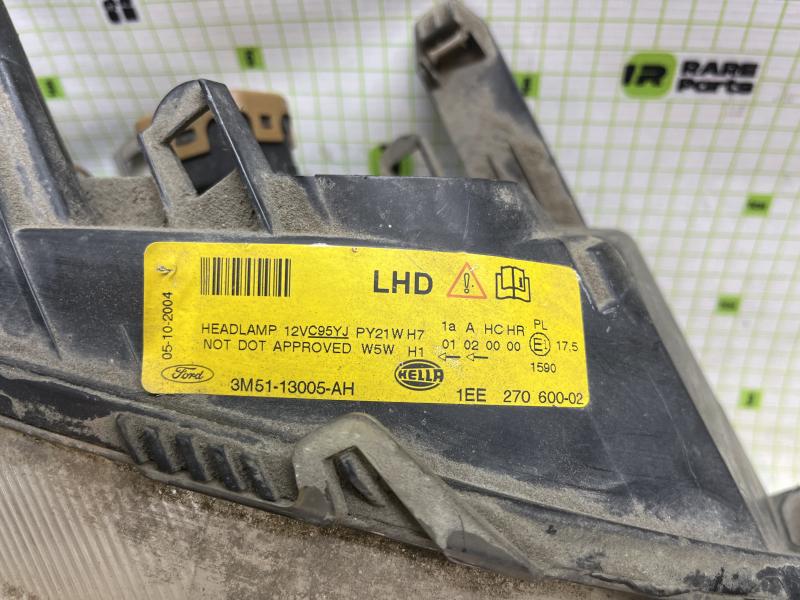 RARE
Parts
05-10-2004
LHD
HEADLAMP 12VC95YJ PY21W H7
NOT DOT APPROVED W5W H1
1a A HC HR PL
01 02 00 00 E1 17.5
1590
Ford
3M51-13005-AH
HELLA
1EE 270 600-02